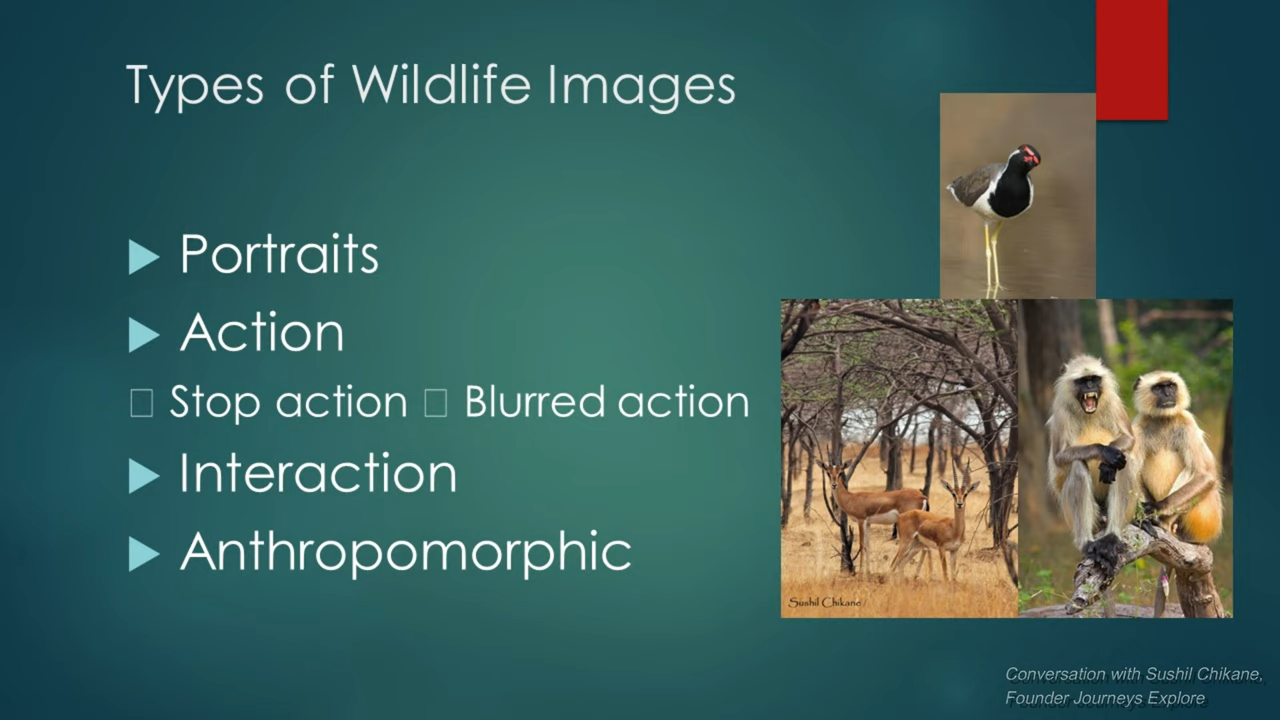 Types of Wildlife Images
Portraits
Action
Stop action Blurred action
Interaction
Anthropomorphic
Sushil Chikane
Conversation with Sushil Chikane,
Founder Journeys Explore